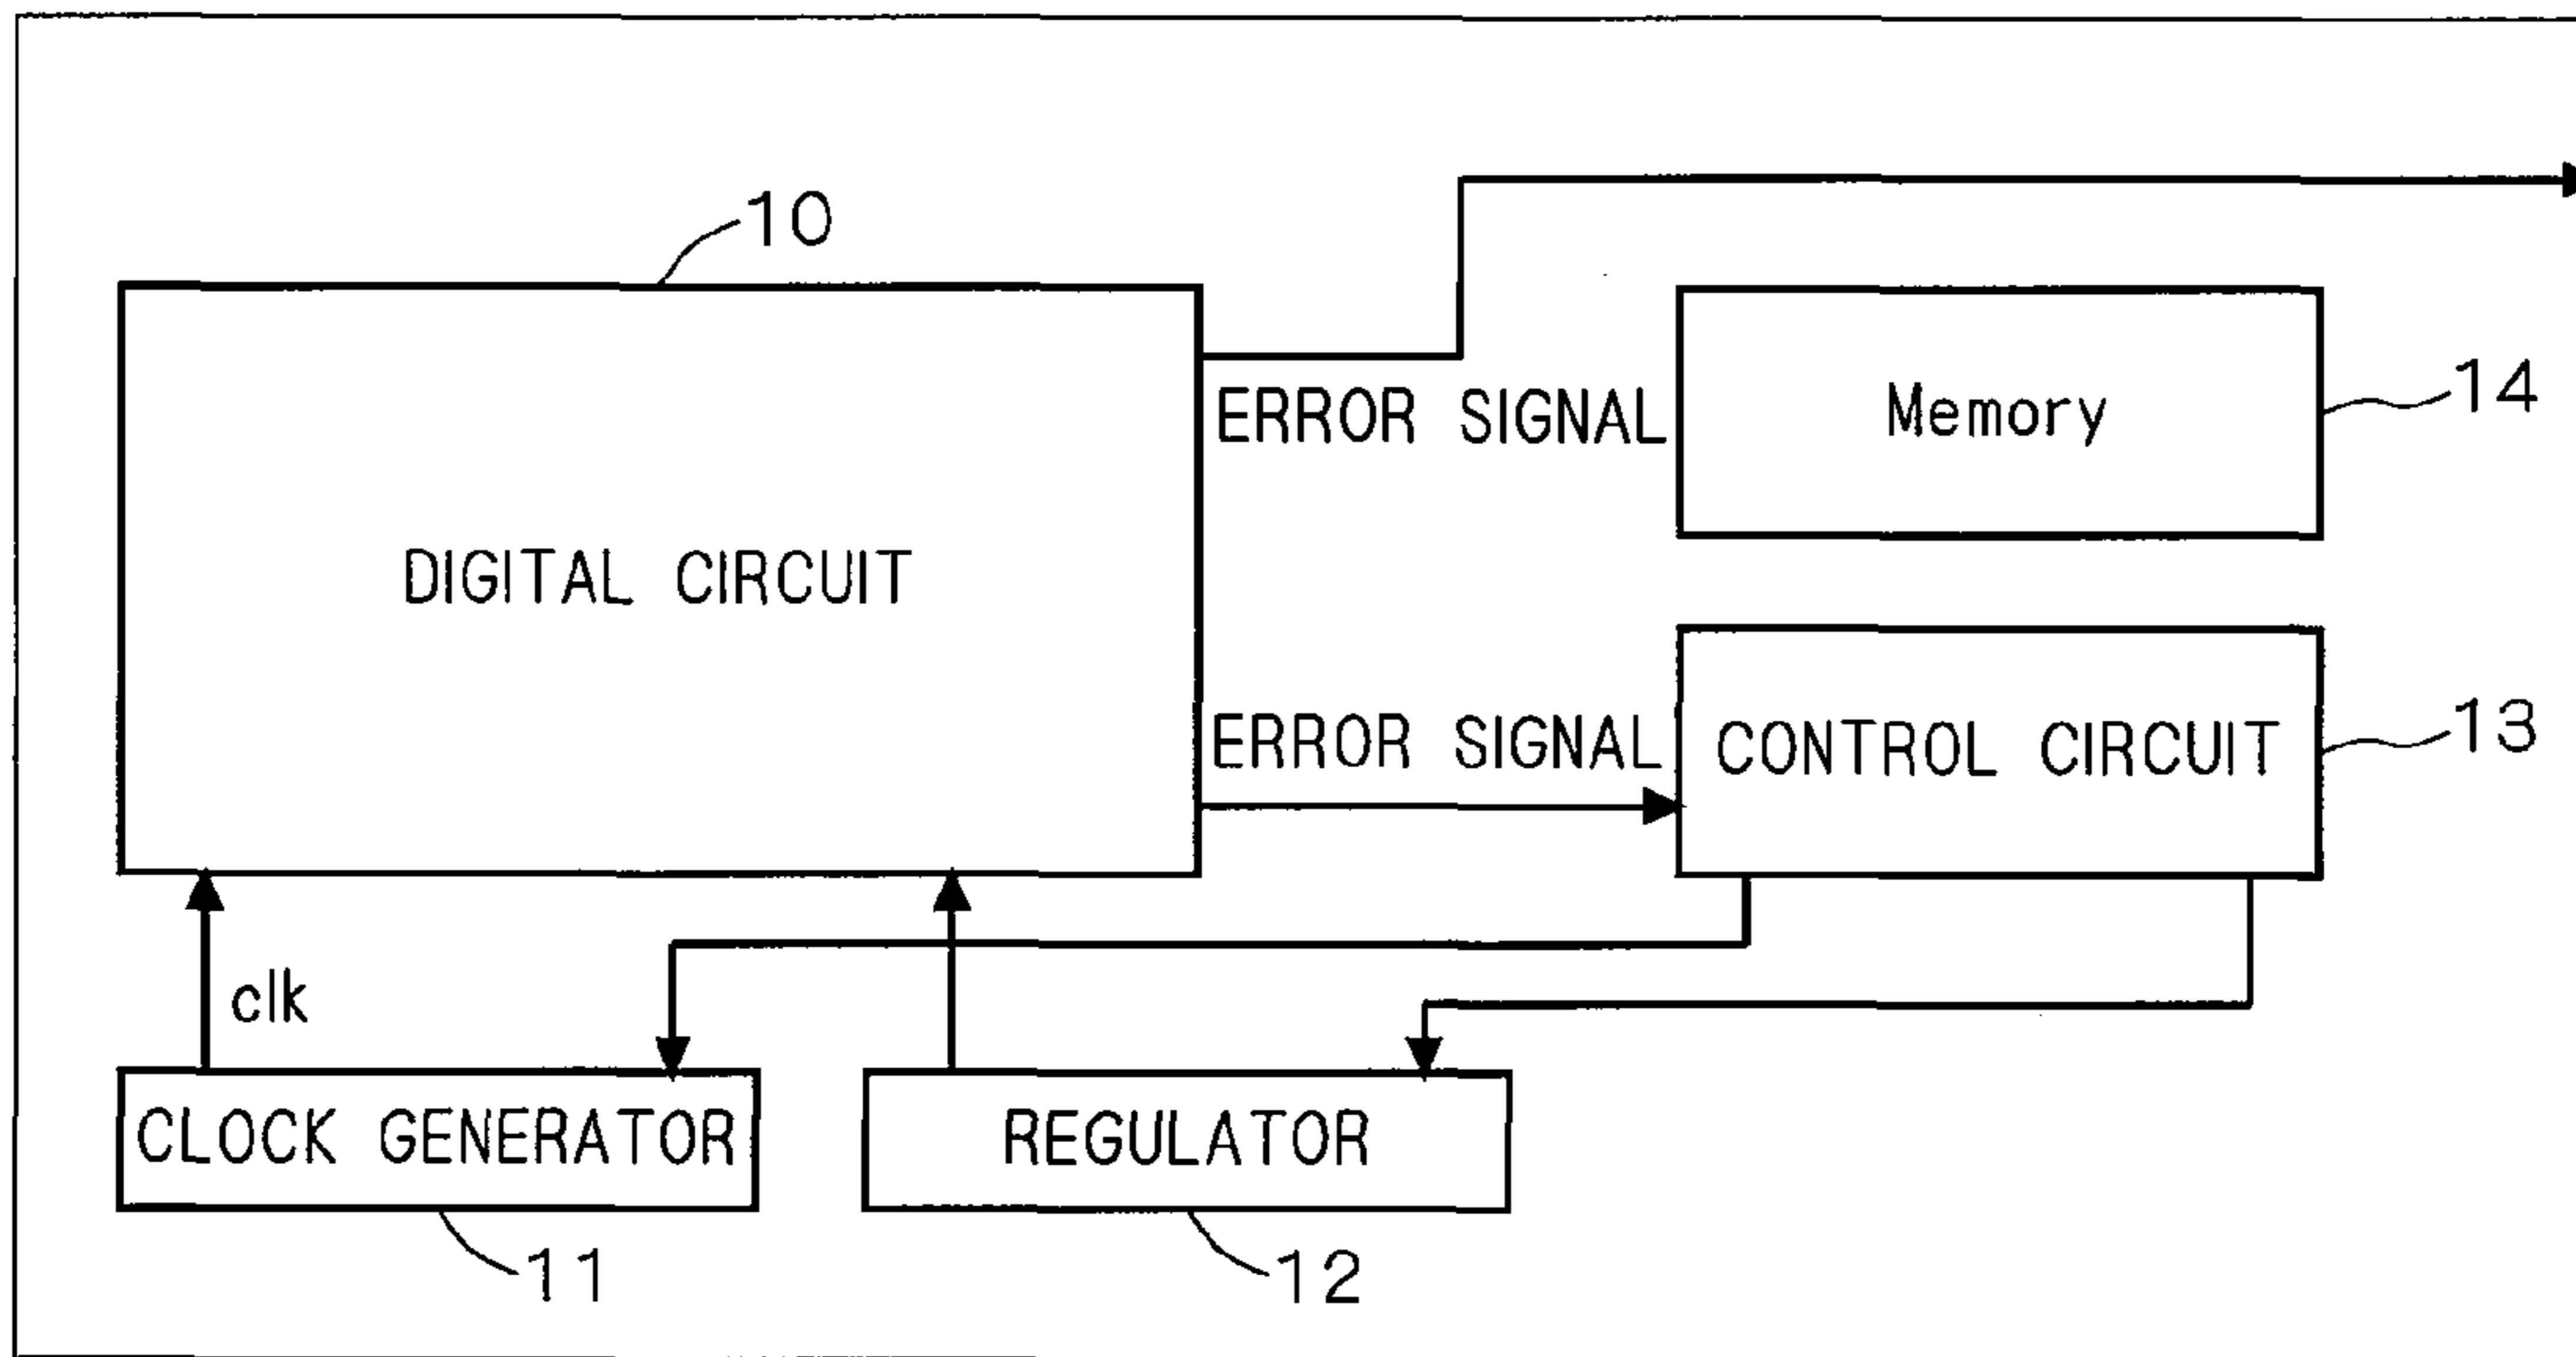 10
ERROR SIGNAL
Memory
14
DIGITAL CIRCUIT
ERROR SIGNAL
CONTROL CIRCUIT
13
clk
CLOCK GENERATOR
REGULATOR
11
12